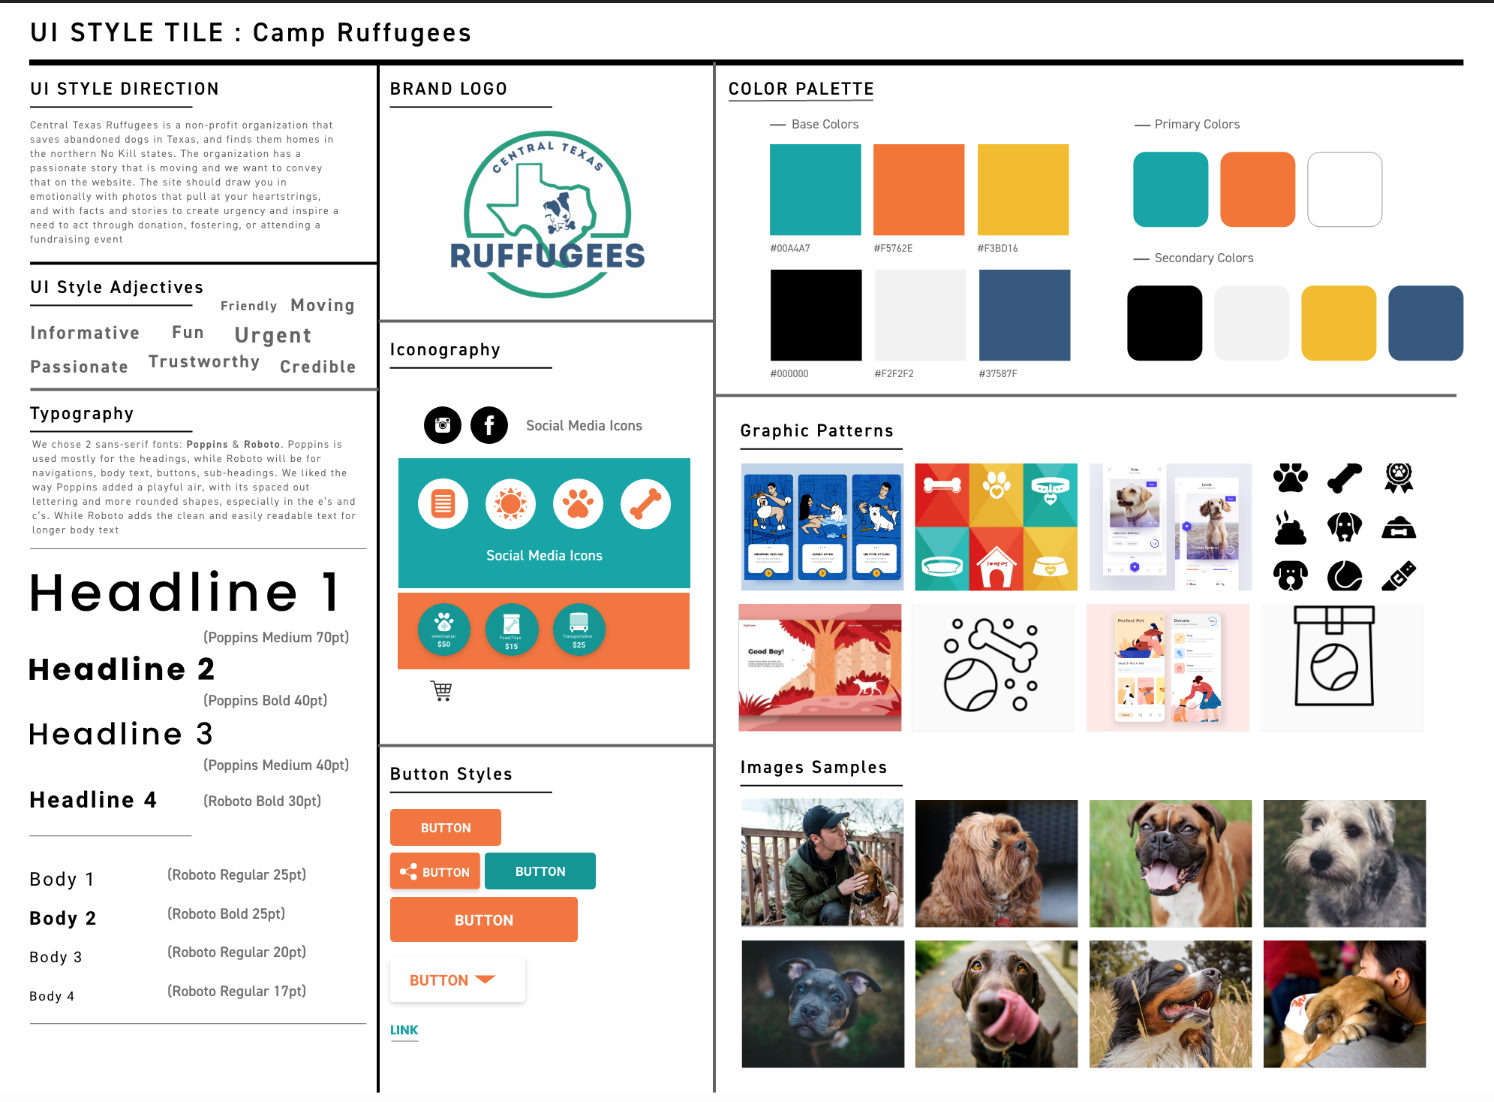 UI STYLE TILE : Camp Ruffugees
UI STYLE DIRECTION
Central Texas Ruffugees is a non-profit organization that
saves abandoned dogs in Texas, and finds them homes in
the northern No Kill states. The organization has a
passionate story that is moving and we want to convey
that on the website. The site should draw you in
emotionally with photos that pull at your heartstrings,
and with facts and stories to create urgency and inspire a
need to act through donation, fostering, or attending a
fundraising event
UI Style Adjectives
Friendly Moving
Informative Fun Urgent
Passionate Trustworthy Credible
Typography
We chose 2 sans-serif fonts: Poppins & Roboto. Poppins is
used mostly for the headings, while Roboto will be for
navigations, body text, buttons, sub-headings. We liked the
way Poppins added a playful air, with its spaced out
lettering and more rounded shapes, especially in the e's and
c's. While Roboto adds the clean and easily readable text for
longer body text
Headline 1
(Poppins Medium 70pt)
Headline 2
(Poppins Bold 40pt)
Headline 3
(Poppins Medium 40pt)
Headline 4 (Roboto Bold 30pt)
Body 1 (Roboto Regular 25pt)
Body 2 (Roboto Bold 25pt)
Body 3 (Roboto Regular 20pt)
Body 4 (Roboto Regular 17pt)
BRAND LOGO
CENTRAL TEXAS
RUFFUGEES
Iconography
Social Media Icons
Social Media Icons
Veterinarian
$50
Food/Toys
$15
Transportation
$25
Button Styles
BUTTON
BUTTON
BUTTON
BUTTON
BUTTON
LINK
COLOR PALETTE
Base Colors
#00A4A7
#F5762E
#F3BD16
#000000
#F2F2F2
#37587F
Primary Colors
Secondary Colors
Graphic Patterns
Good Boy!
Perfect Pet
Donate
Images Samples